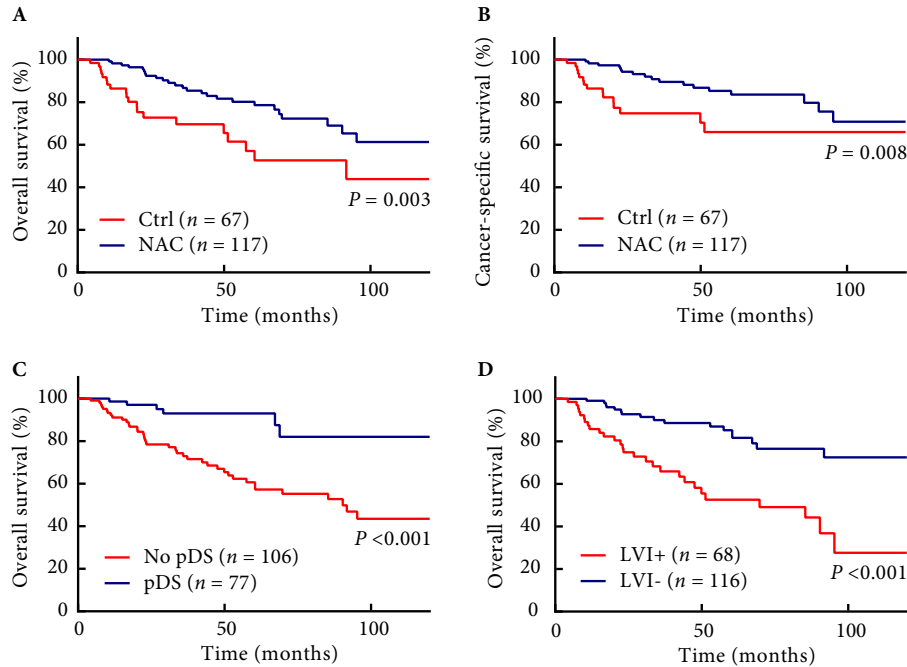 A
Overall survival (%)
100
80
60
40
20
0
P = 0.003
Ctrl (n = 67)
NAC (n = 117)
0
50
100
Time (months)
B
Cancer-specific survival (%)
100
80
60
40
20
0
P = 0.008
Ctrl (n = 67)
NAC (n = 117)
0
50
100
Time (months)
C
Overall survival (%)
100
80
60
40
20
0
P <0.001
No pDS (n = 106)
pDS (n = 77)
0
50
100
Time (months)
D
Overall survival (%)
100
80
60
40
20
0
LVI+ (n = 68)
P <0.001
LVI- (n = 116)
0
50
100
Time (months)